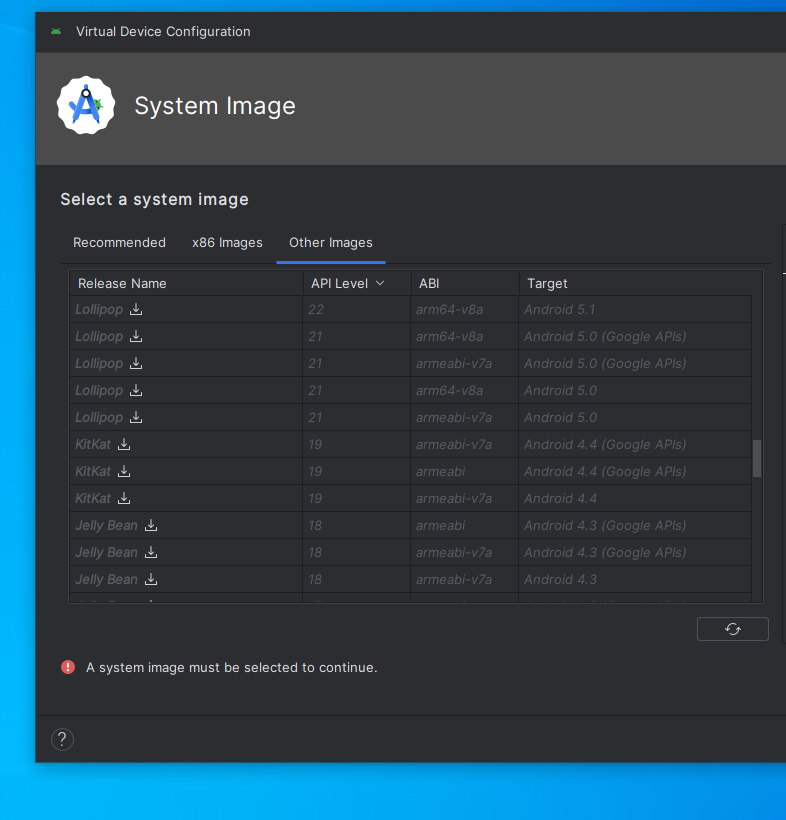 Virtual Device Configuration
System Image
Select a system image
Recommended x86 Images Other Images
Release Name API Level ABI Target
Lollipop 22 arm64-v8a Android 5.1
Lollipop 21 arm64-v8a Android 5.0 (Google APIs)
Lollipop 21 armeabi-v7a Android 5.0 (Google APIs)
Lollipop 21 arm64-v8a Android 5.0
Lollipop 21 armeabi-v7a Android 5.0
KitKat 19 armeabi-v7a Android 4.4 (Google APIs)
KitKat 19 armeabi Android 4.4 (Google APIs)
KitKat 19 armeabi-v7a Android 4.4
Jelly Bean 18 armeabi Android 4.3 (Google APIs)
Jelly Bean 18 armeabi-v7a Android 4.3 (Google APIs)
Jelly Bean 18 armeabi-v7a Android 4.3
A system image must be selected to continue.
?